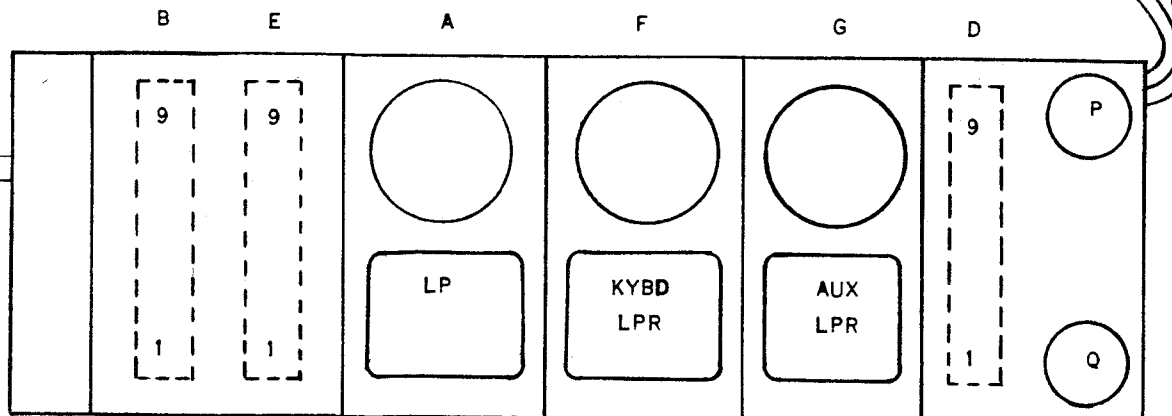 B E A F G D
9 9 9 P
LP KYBD LPR AUX LPR
1 1 1 Q